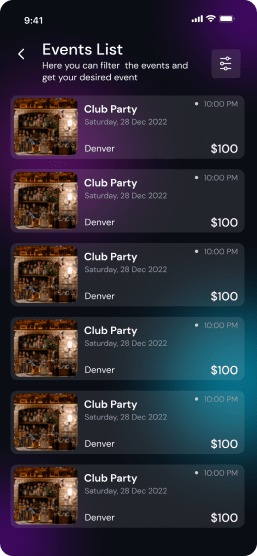 9:41
Events List
Here you can filter the events and
get your desired event
Club Party
10:00 PM
Saturday, 28 Dec 2022
Denver
$100
Club Party
10:00 PM
Saturday, 28 Dec 2022
Denver
$100
Club Party
10:00 PM
Saturday, 28 Dec 2022
Denver
$100
Club Party
10:00 PM
Saturday, 28 Dec 2022
Denver
$100
Club Party
10:00 PM
Saturday, 28 Dec 2022
Denver
$100
Club Party
10:00 PM
Saturday, 28 Dec 2022
Denver
$100